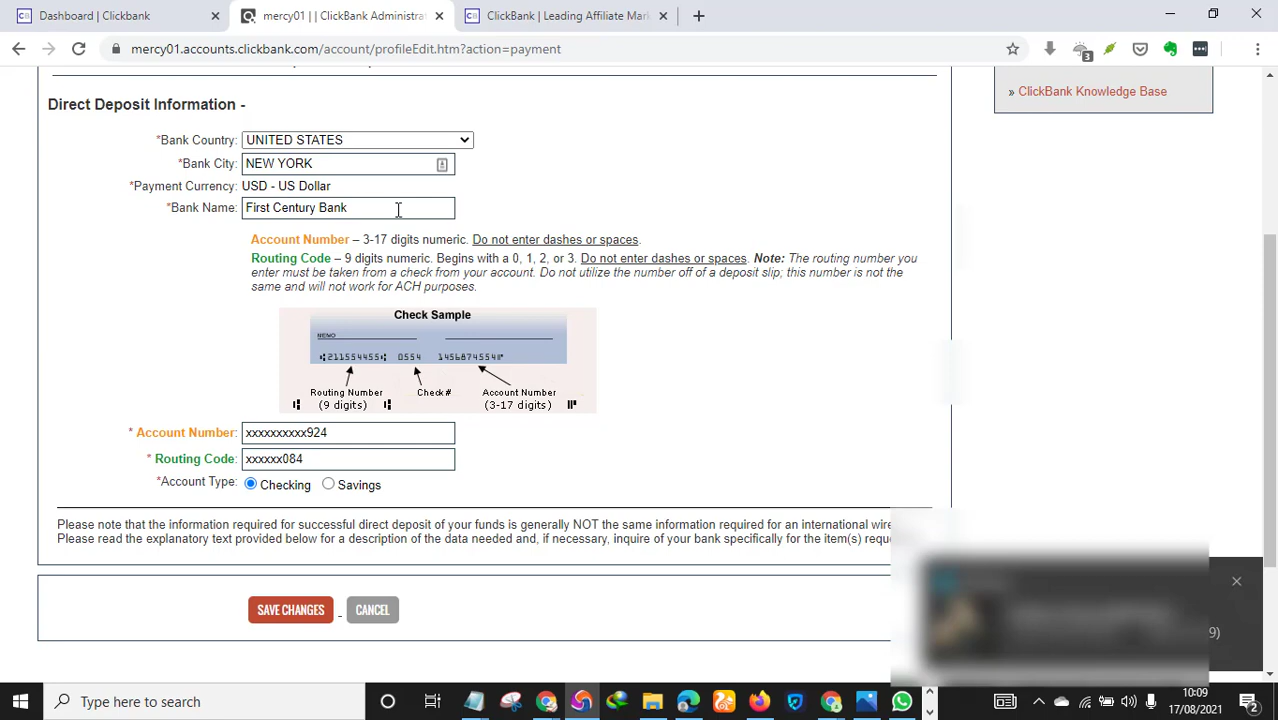 Dashboard | Clickbank
mercy01 | | ClickBank Administra
ClickBank | Leading Affiliate Mar
mercy01.accounts.clickbank.com/account/profileEdit.htm?action=payment
3
» ClickBank Knowledge Base
Direct Deposit Information -
*Bank Country: UNITED STATES
*Bank City: NEW YORK
*Payment Currency: USD - US Dollar
*Bank Name: First Century Bank
Account Number – 3-17 digits numeric. Do not enter dashes or spaces.
Routing Code – 9 digits numeric. Begins with a 0, 1, 2, or 3. Do not enter dashes or spaces. Note: The routing number you
enter must be taken from a check from your account. Do not utilize the number off of a deposit slip; this number is not the
same and will not work for ACH purposes.
Check Sample
MEMO
211554455 0554 1456874554
Routing Number Check # Account Number
(9 digits) (3-17 digits)
* Account Number: xxxxxxxxxx924
* Routing Code: xxxxxx084
*Account Type: Checking Savings
Please note that the information required for successful direct deposit of your funds is generally NOT the same information required for an international wire
Please read the explanatory text provided below for a description of the data needed and, if necessary, inquire of your bank specifically for the item(s) requ
SAVE CHANGES - CANCEL
9)
Type here to search
10:09
17/08/2021
2